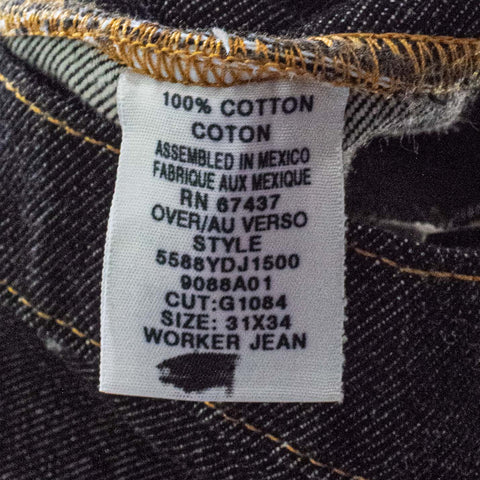 100% COTTON
COTON
ASSEMBLED IN MEXICO
FABRIQUE AUX MEXIQUE
RN 67437
OVER/AU VERSO
STYLE
5588YDJ1500
9088A01
CUT:G1084
SIZE: 31X34
WORKER JEAN